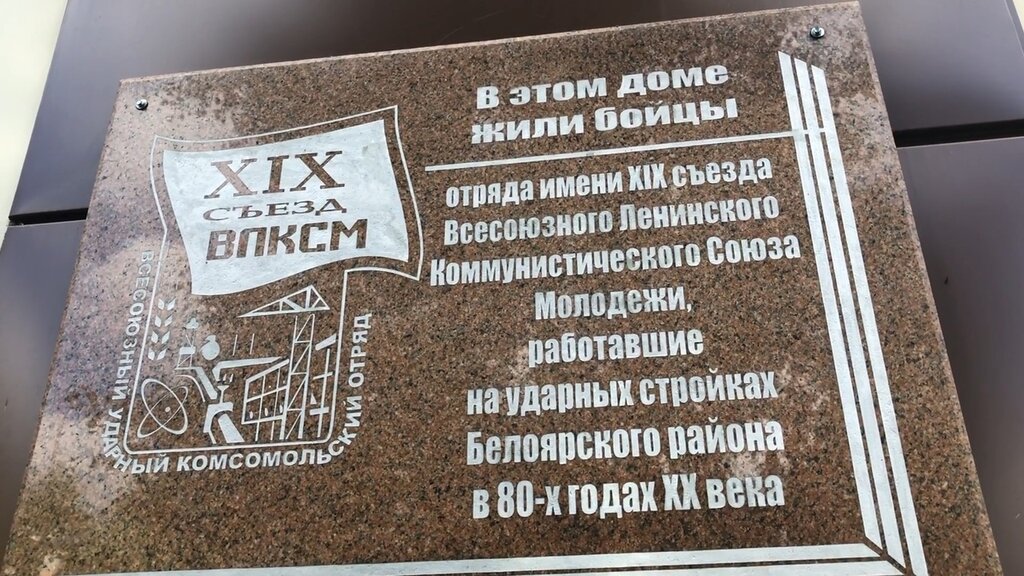 XIX
СЪЕЗД
ВЛКСМ
ВСЕСОЮЗНЫЙ УДАРНЫЙ КОМСОМОЛЬСКИЙ ОТРЯД
В этом доме
жили бойцы
отряда имени XIX съезда
Всесоюзного Ленинского
Коммунистического Союза
Молодежи,
работавшие
на ударных стройках
Белоярского района
в 80-х годах XX века